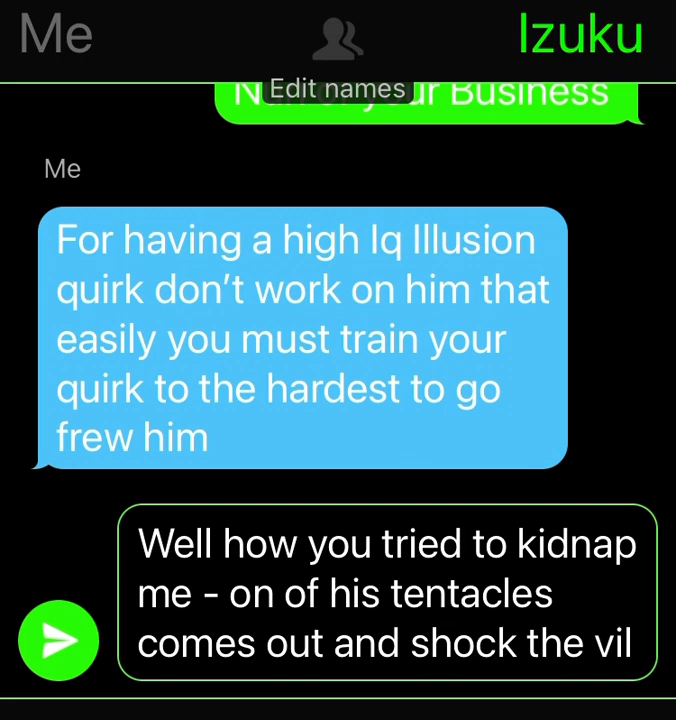 Me
Izuku
Edit names
ur Business
Me
For having a high Iq Illusion
quirk don’t work on him that
easily you must train your
quirk to the hardest to go
frew him
Well how you tried to kidnap
me - on of his tentacles
comes out and shock the vil